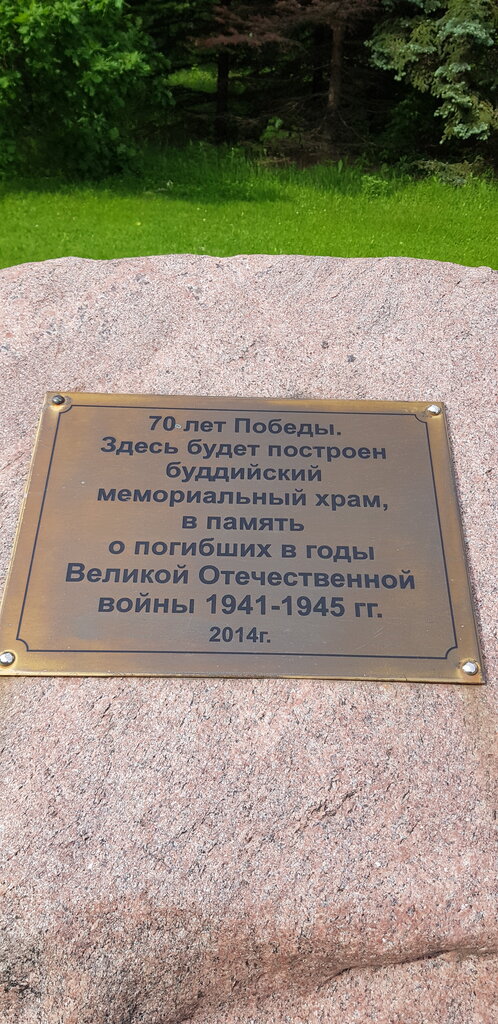 70 лет Победы.
Здесь будет построен
буддийский
мемориальный храм,
в память
о погибших в годы
Великой Отечественной
войны 1941-1945 гг.
2014г.